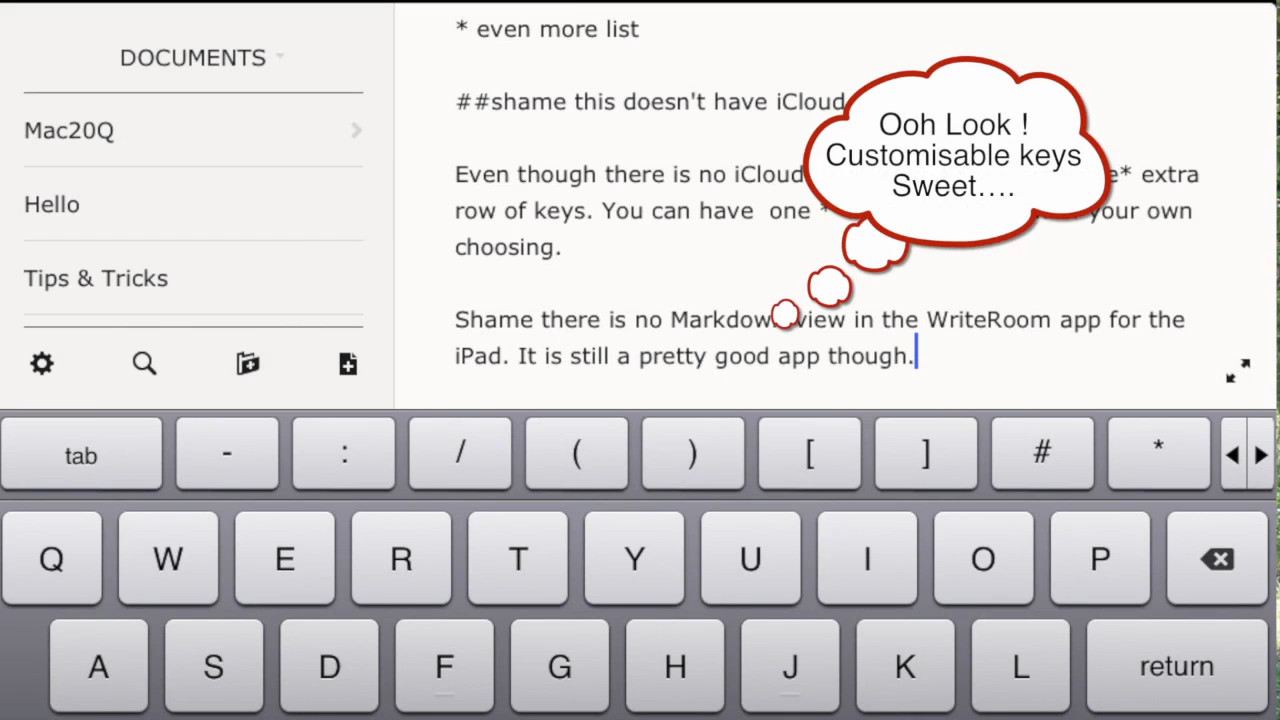 DOCUMENTS
Mac20Q
Hello
Tips & Tricks
* even more list
##shame this doesn't have iCloud
Even though there is no iCloud e* extra
row of keys. You can have one * your own
choosing.
Shame there is no Markdown view in the WriteRoom app for the
iPad. It is still a pretty good app though.
Ooh Look !
Customisable keys
Sweet....
tab - : / ( ) [ ] # *
Q W E R T Y U I O P
A S D F G H J K L return